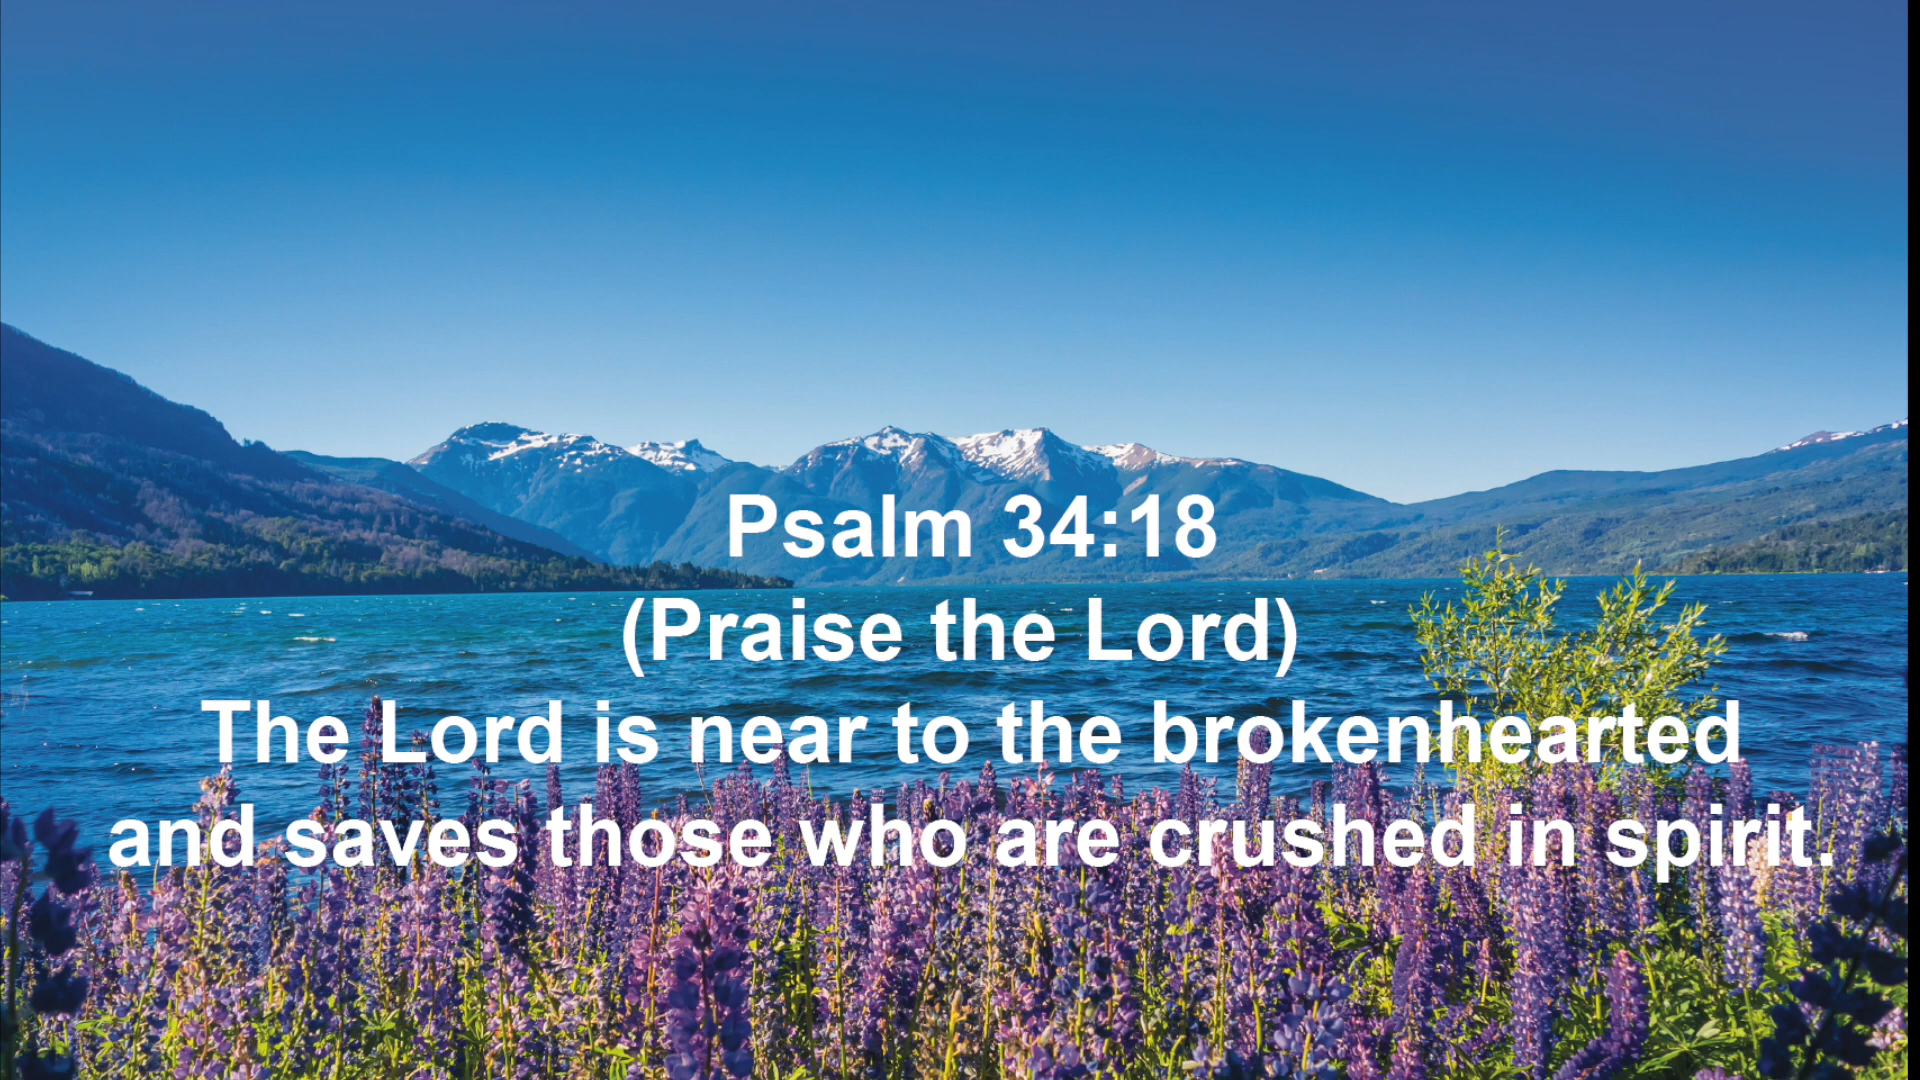 Psalm 34:18
(Praise the Lord)
The Lord is near to the brokenhearted
and saves those who are crushed in spirit.